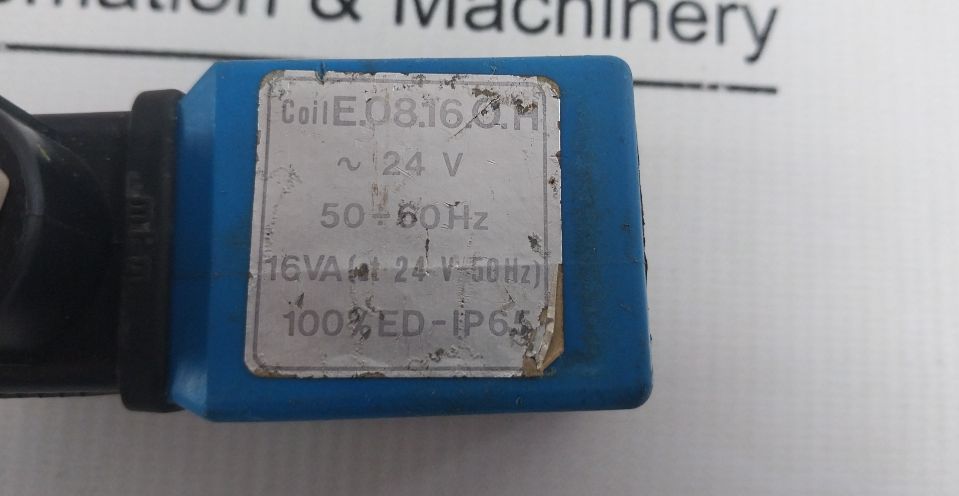 mation & Machinery
Coil E.08.16.O.H
~ 24 V
50÷60Hz
16VA (at 24 V-50Hz)
100% ED-IP65